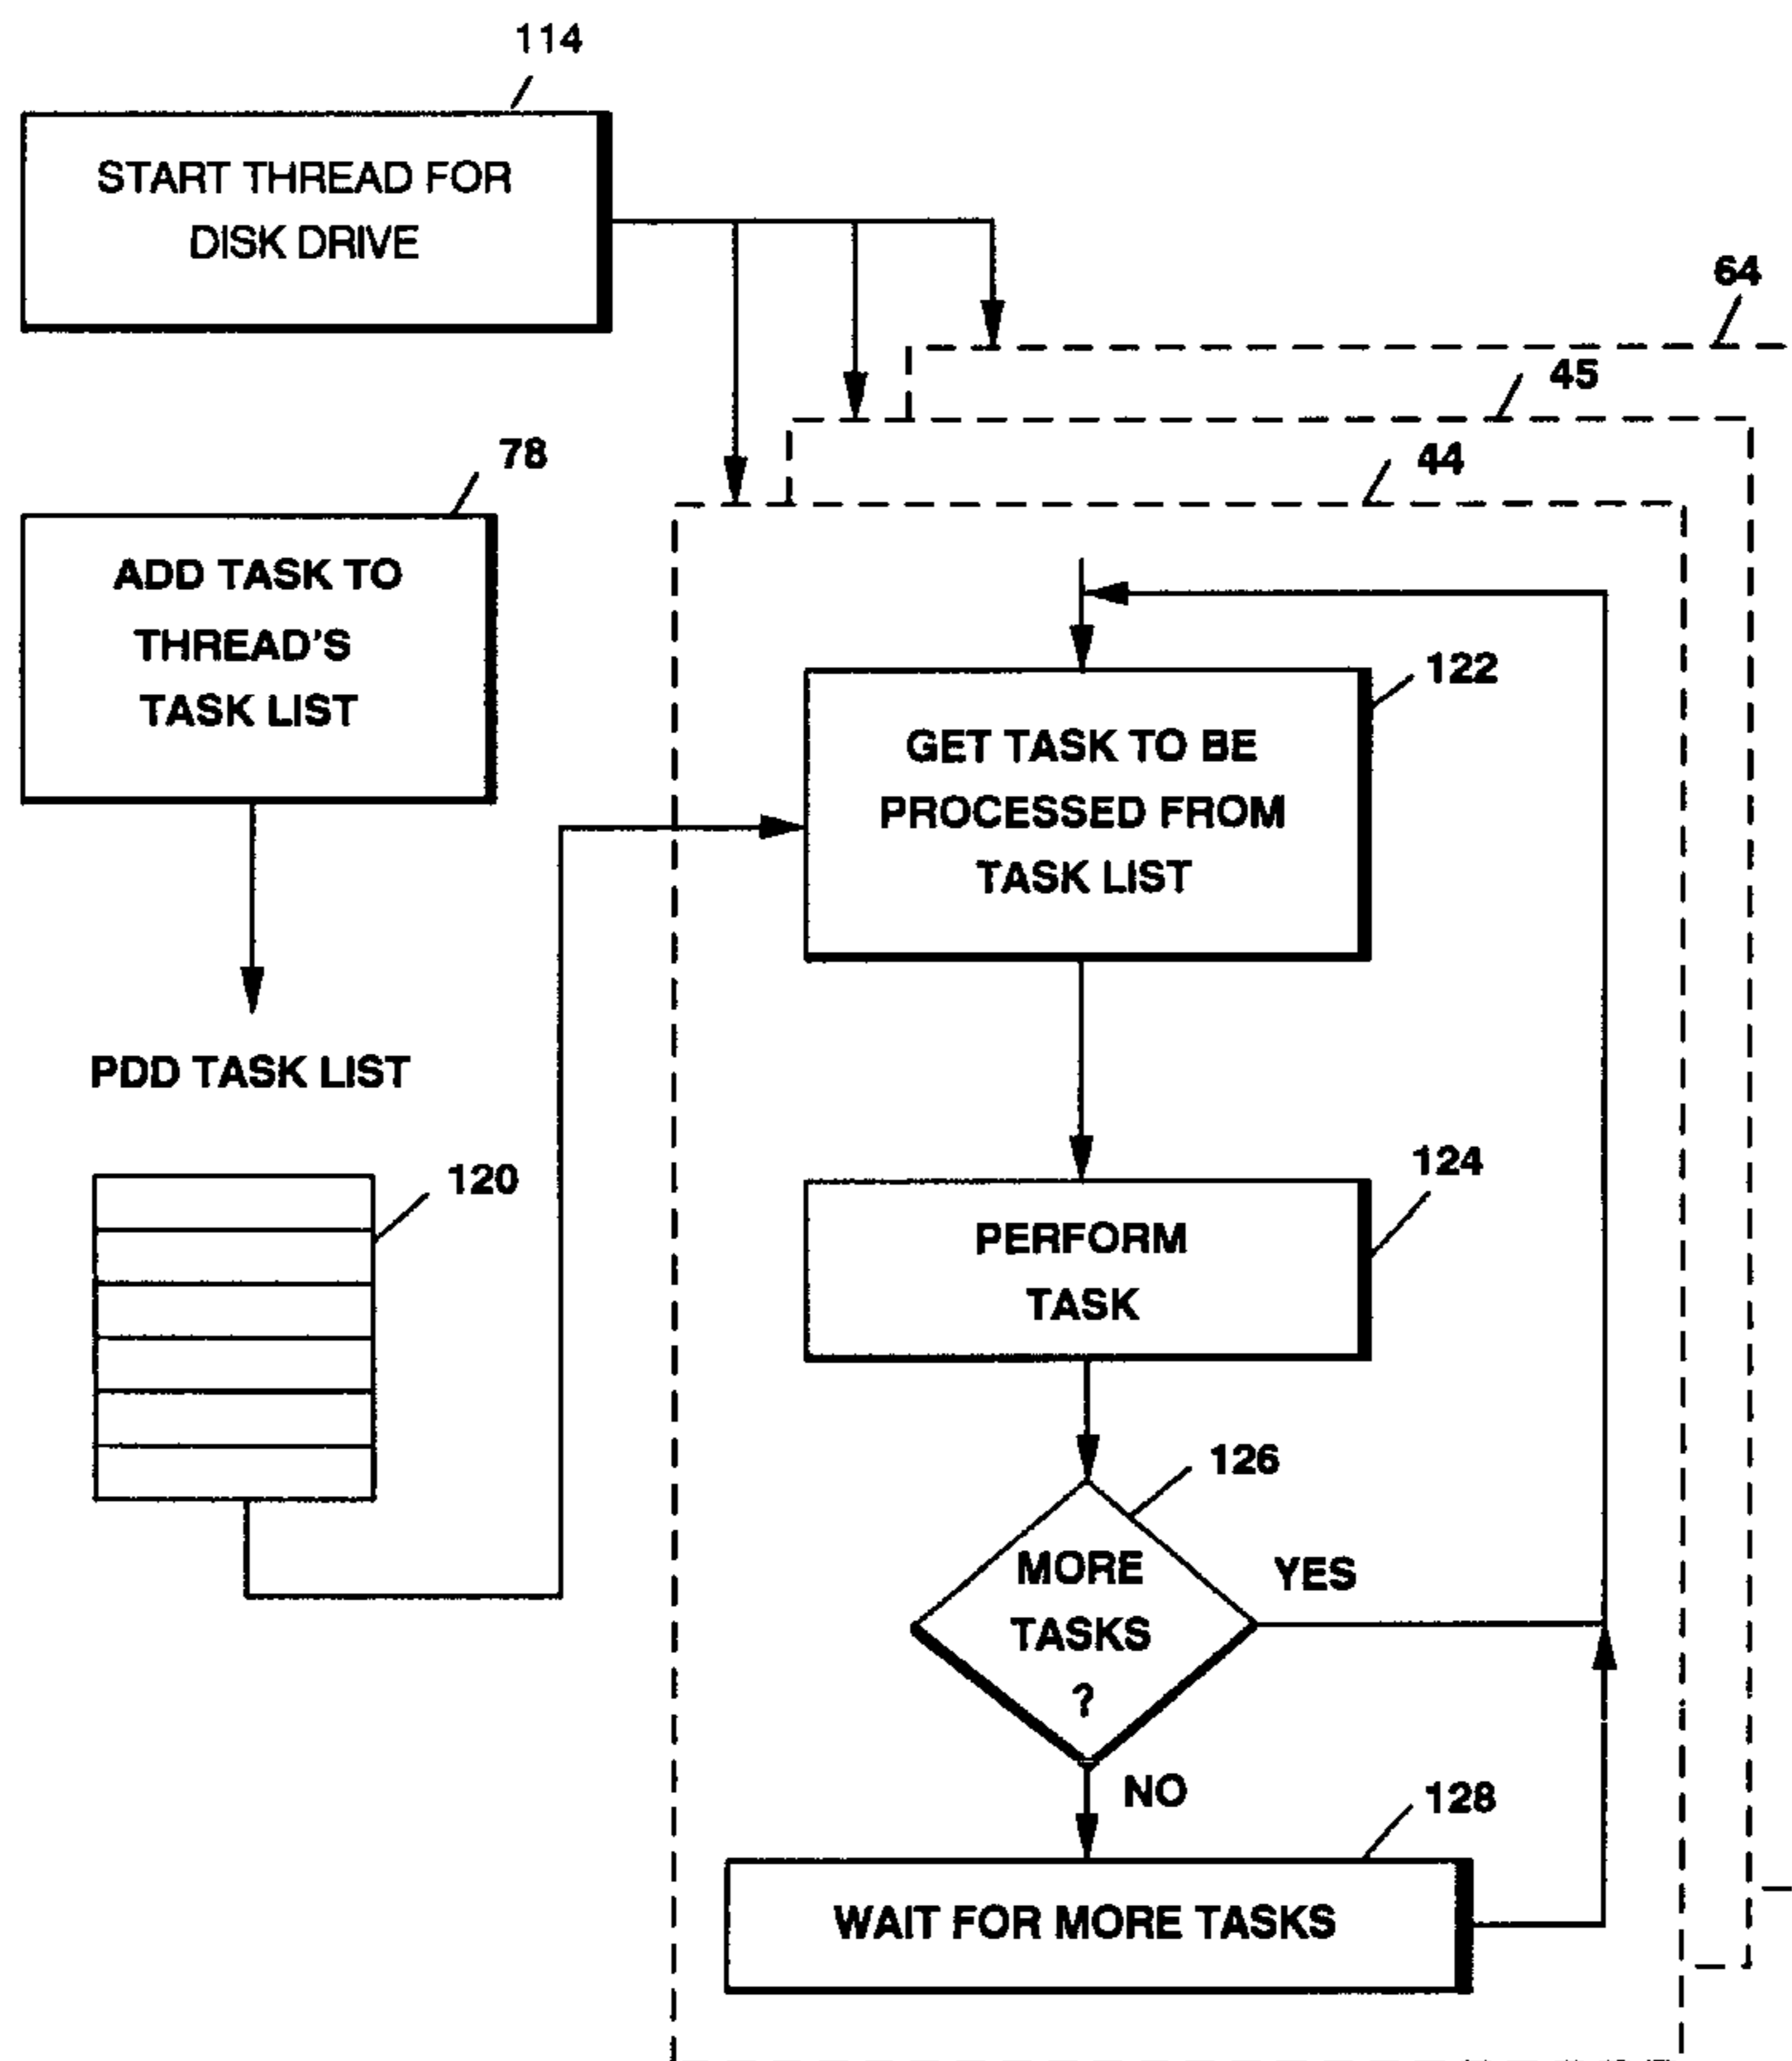 114
START THREAD FOR
DISK DRIVE
64
45
44
78
ADD TASK TO
THREAD'S
TASK LIST
122
GET TASK TO BE
PROCESSED FROM
TASK LIST
PDD TASK LIST
120
124
PERFORM
TASK
126
MORE
TASKS
?
YES
NO
128
WAIT FOR MORE TASKS